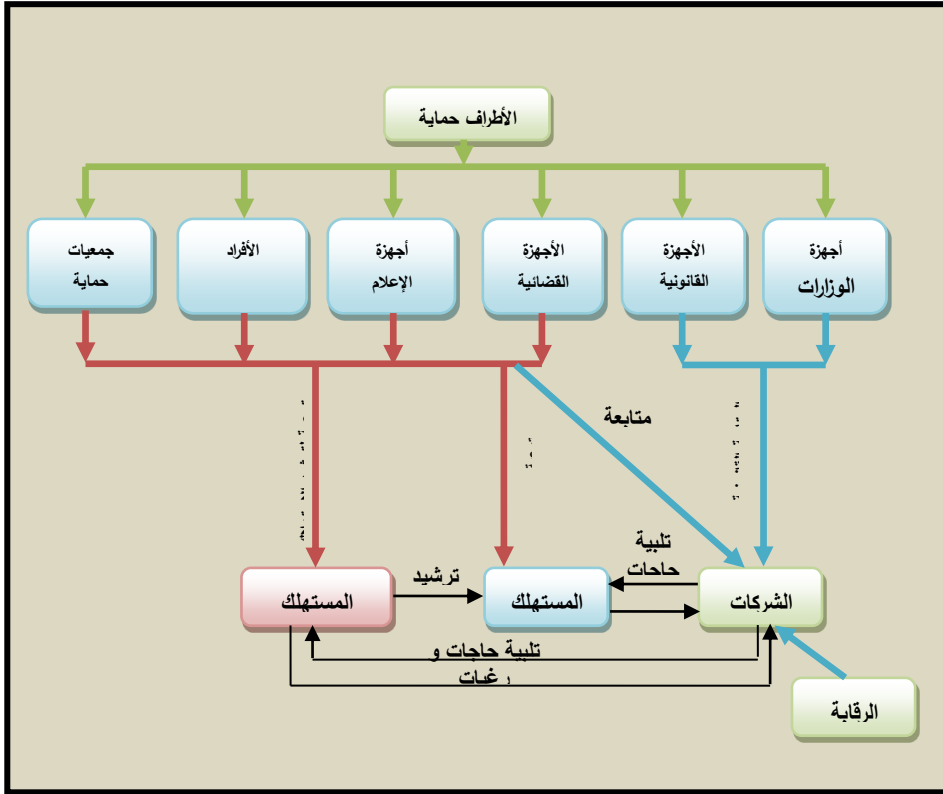 الأطراف حماية
أجهزة
الوزارات
الأجهزة
القانونية
الأجهزة
القضائية
أجهزة
الإعلام
الأفراد
جمعيات
حماية
متابعة
تلبية
حاجات
ترشيد
الشركات
المستهلك
المستهلك
تلبية حاجات و
رغبات
الرقابة